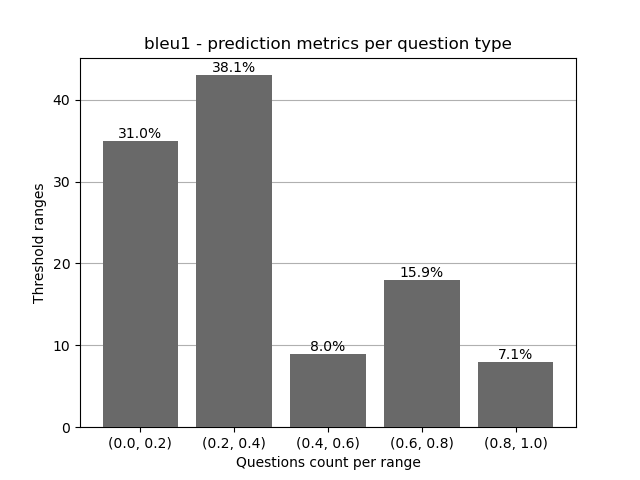 bleu1 - prediction metrics per question type
38.1%
31.0%
15.9%
8.0%
7.1%
40
30
20
10
0
Threshold ranges
(0.0, 0.2) (0.2, 0.4) (0.4, 0.6) (0.6, 0.8) (0.8, 1.0)
Questions count per range